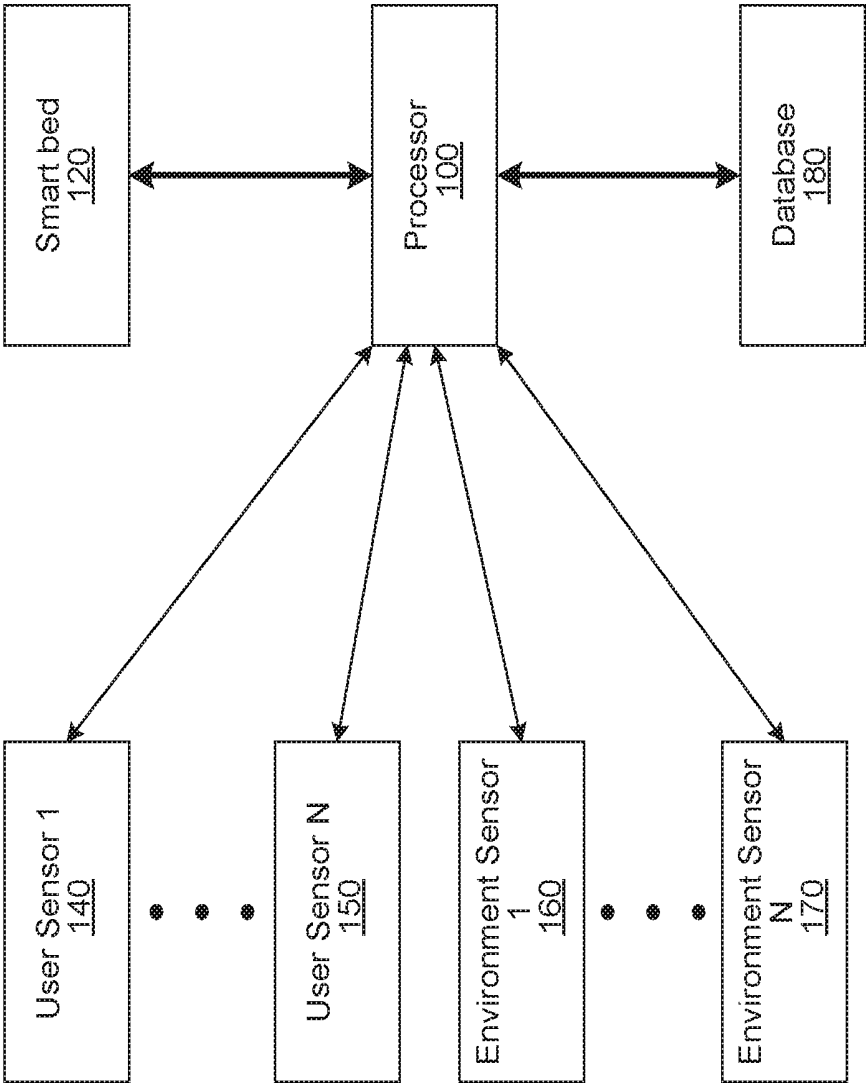 User Sensor 1
140
User Sensor N
150
Environment Sensor
1
160
Environment Sensor
N
170
Smart bed
120
Processor
100
Database
180